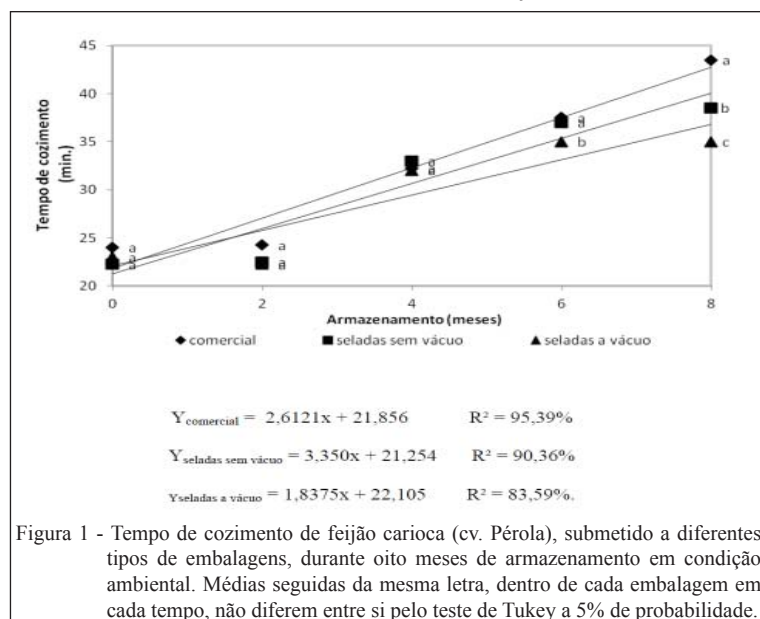 45
40
35
30
25
20
Tempo de cozimento
(min.)
a
a
a
a
a
a
a
a
a
a
a
b
a
b
c
0
2
4
6
8
Armazenamento (meses)
comercial
seladas sem vácuo
seladas a vácuo
Y comercial = 2,6121x + 21,856 R² = 95,39%
Y seladas sem vácuo = 3,350x + 21,254 R² = 90,36%
Yseladas a vácuo = 1,8375x + 22,105 R² = 83,59%.
Figura 1 - Tempo de cozimento de feijão carioca (cv. Pérola), submetido a diferentes
tipos de embalagens, durante oito meses de armazenamento em condição
ambiental. Médias seguidas da mesma letra, dentro de cada embalagem em
cada tempo, não diferem entre si pelo teste de Tukey a 5% de probabilidade.